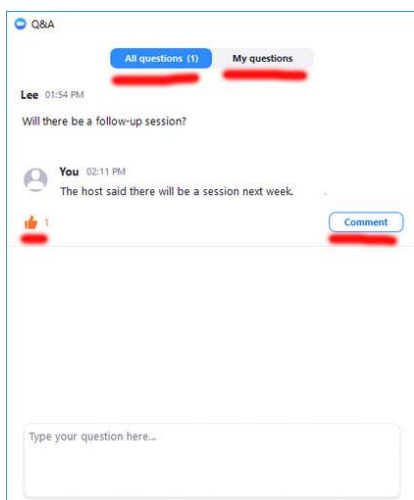 Q&A
All questions (1) My questions
Lee 01:54 PM
Will there be a follow-up session?
You 02:11 PM
The host said there will be a session next week.
1 Comment
Type your question here...